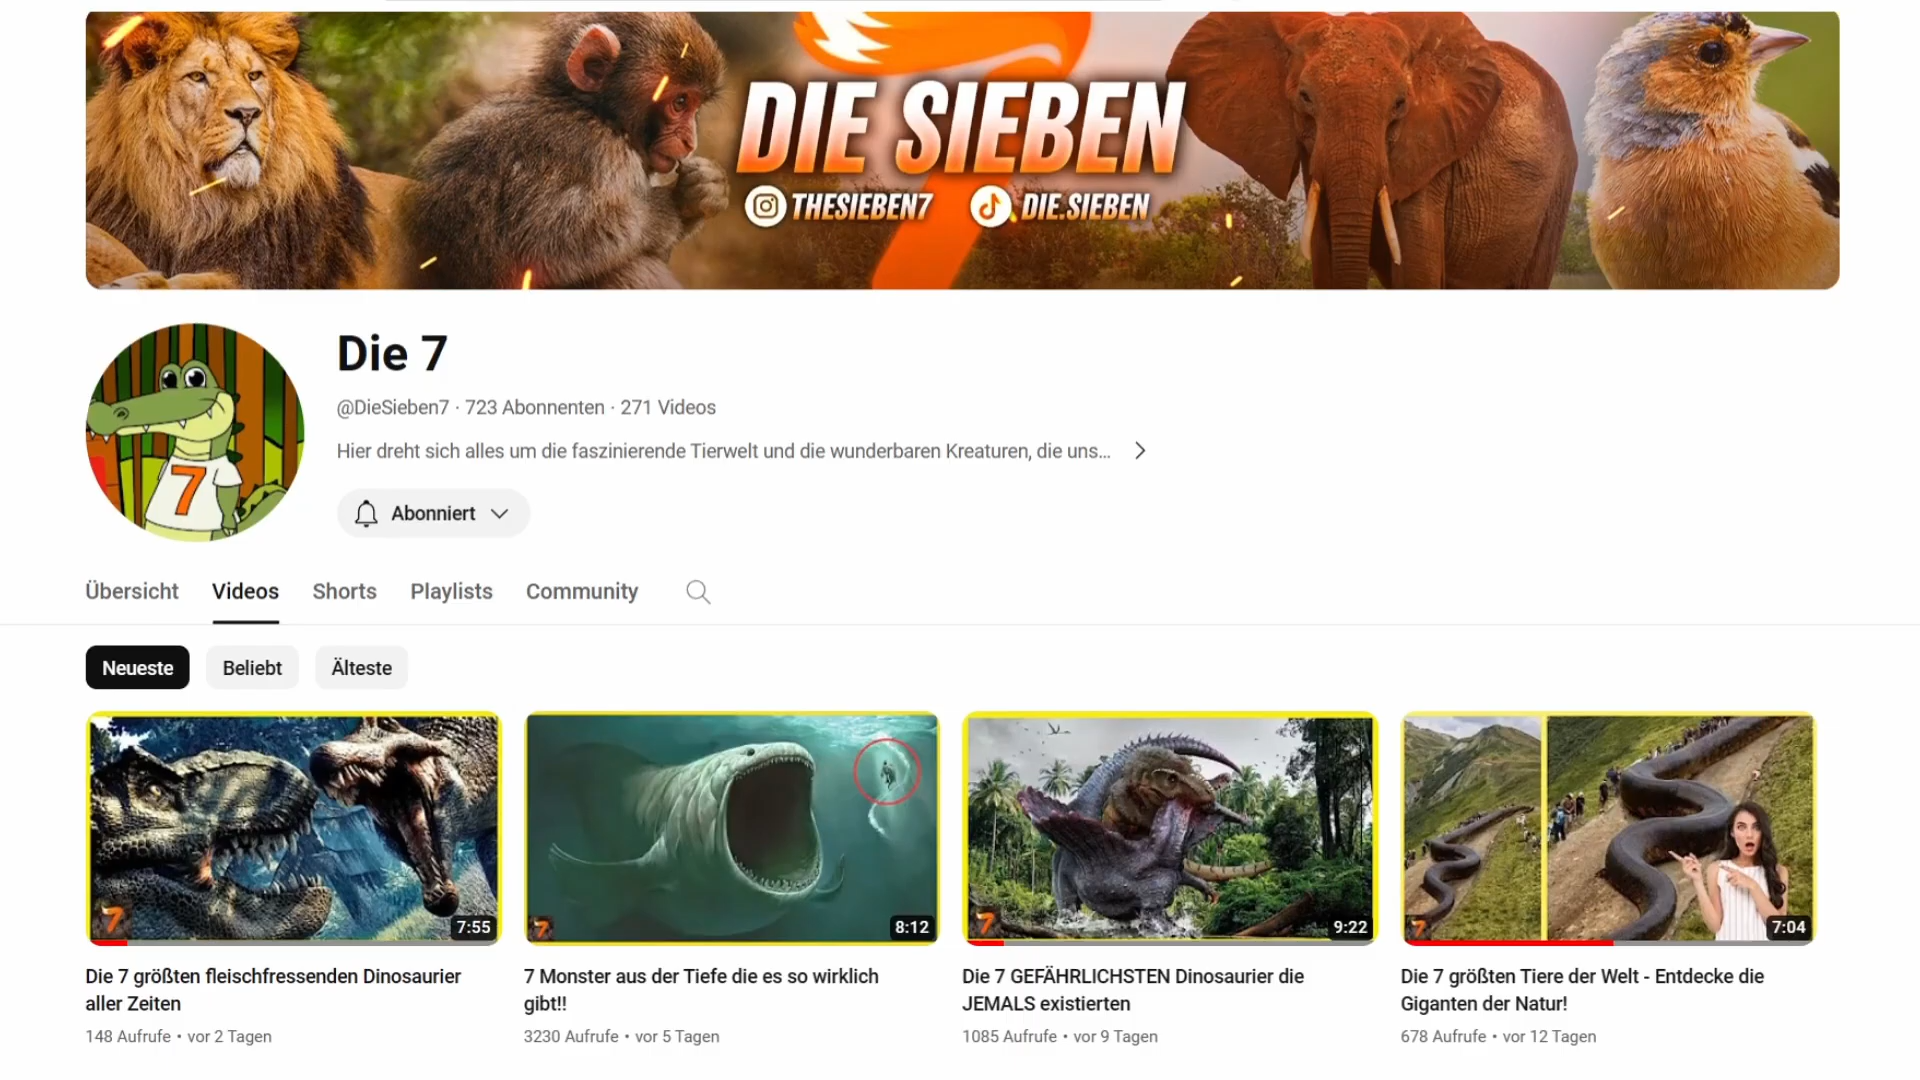 DIE SIEBEN
THESIEBEN7 DIE.SIEBEN
Die 7
@DieSieben7 · 723 Abonnenten · 271 Videos
Hier dreht sich alles um die faszinierende Tierwelt und die wunderbaren Kreaturen, die uns...
7
Abonniert
Übersicht Videos Shorts Playlists Community
Neueste Beliebt Älteste
7 7:55 7 8:12 7 9:22 7 7:04
Die 7 größten fleischfressenden Dinosaurier
aller Zeiten
148 Aufrufe • vor 2 Tagen
7 Monster aus der Tiefe die es so wirklich
gibt!!
3230 Aufrufe • vor 5 Tagen
Die 7 GEFÄHRLICHSTEN Dinosaurier die
JEMALS existierten
1085 Aufrufe • vor 9 Tagen
Die 7 größten Tiere der Welt - Entdecke die
Giganten der Natur!
678 Aufrufe • vor 12 Tagen